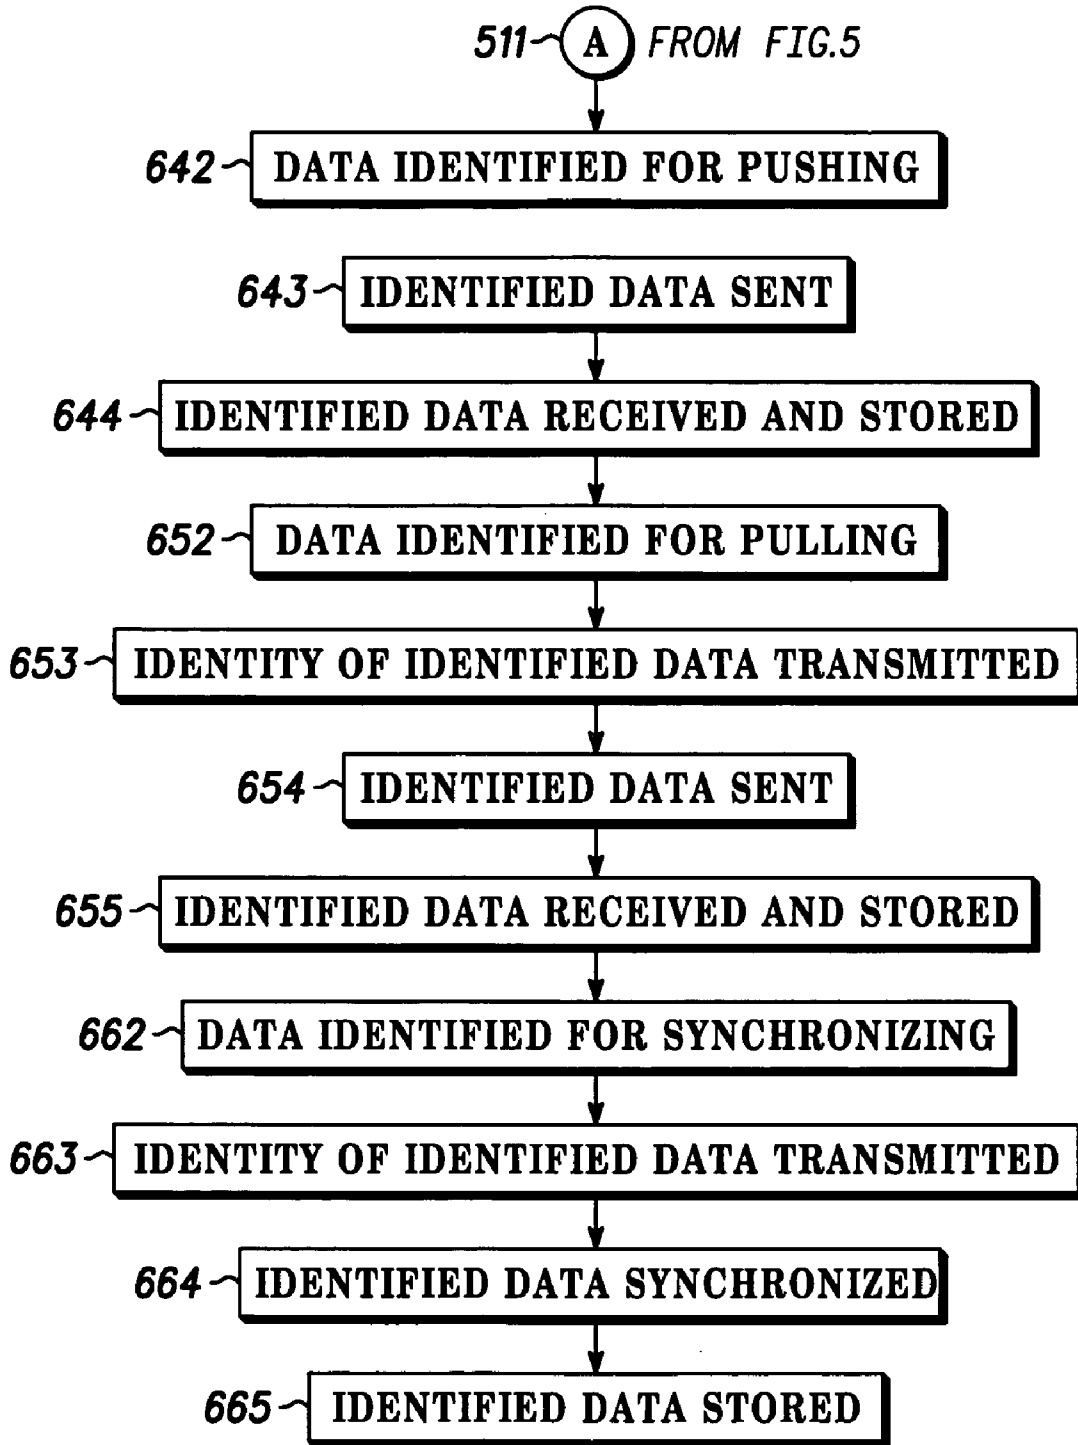 511 A FROM FIG.5
642 DATA IDENTIFIED FOR PUSHING
643 IDENTIFIED DATA SENT
644 IDENTIFIED DATA RECEIVED AND STORED
652 DATA IDENTIFIED FOR PULLING
653 IDENTITY OF IDENTIFIED DATA TRANSMITTED
654 IDENTIFIED DATA SENT
655 IDENTIFIED DATA RECEIVED AND STORED
662 DATA IDENTIFIED FOR SYNCHRONIZING
663 IDENTITY OF IDENTIFIED DATA TRANSMITTED
664 IDENTIFIED DATA SYNCHRONIZED
665 IDENTIFIED DATA STORED